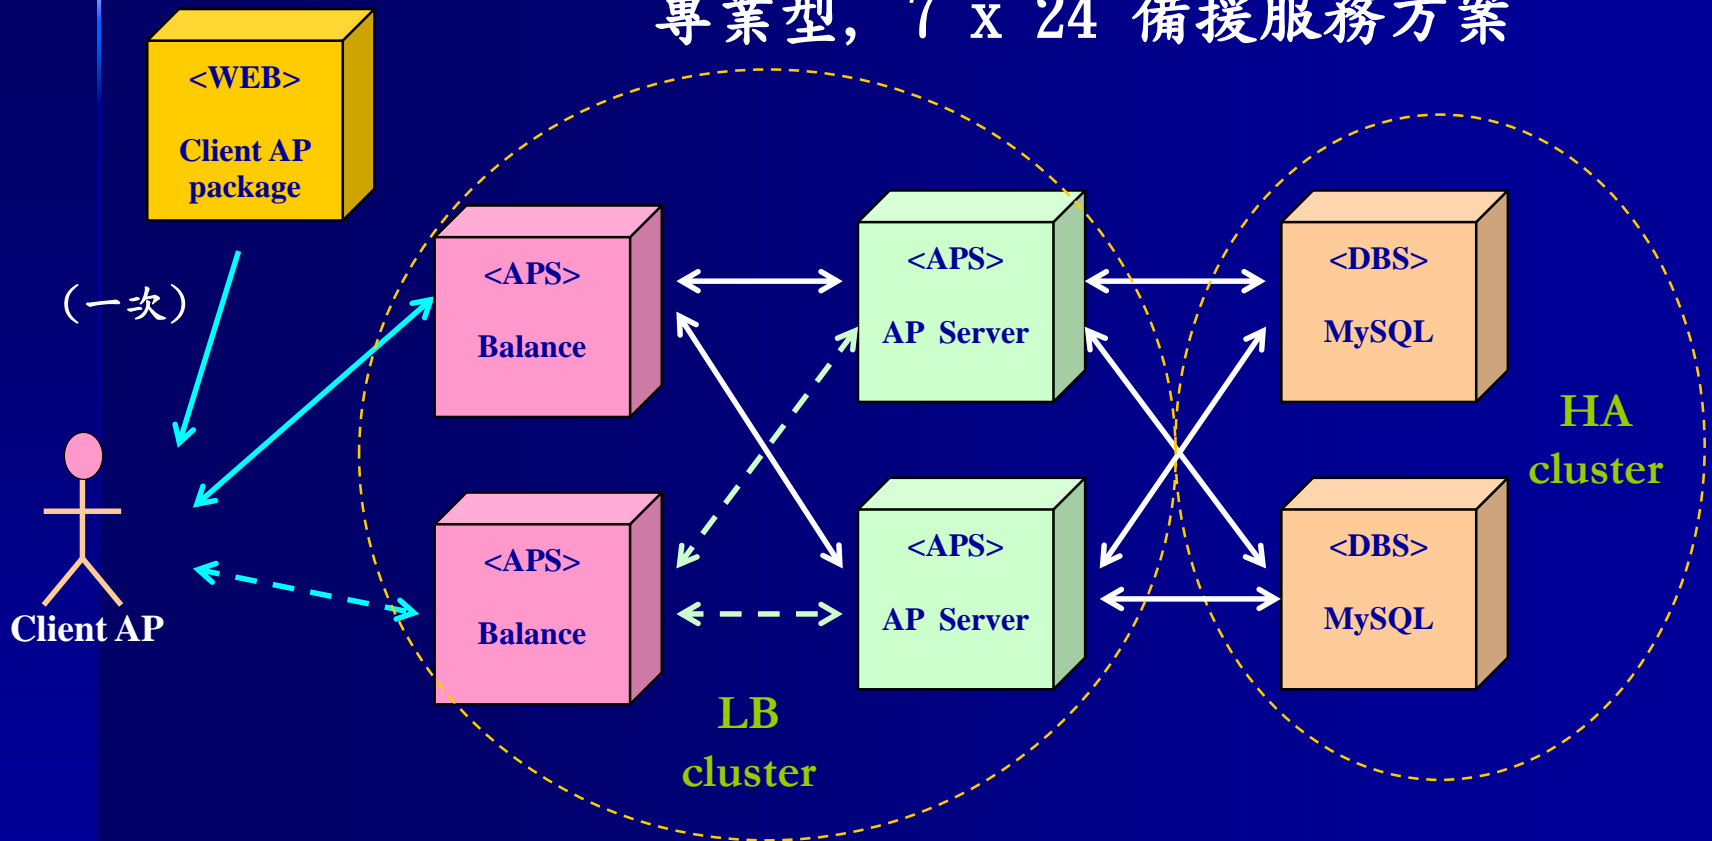 專業型, 7 x 24 備援服務方案
<WEB>
Client AP
package
(一次)
<APS>
Balance
<APS>
AP Server
<DBS>
MySQL
HA
cluster
<APS>
Balance
<APS>
AP Server
<DBS>
MySQL
Client AP
LB
cluster